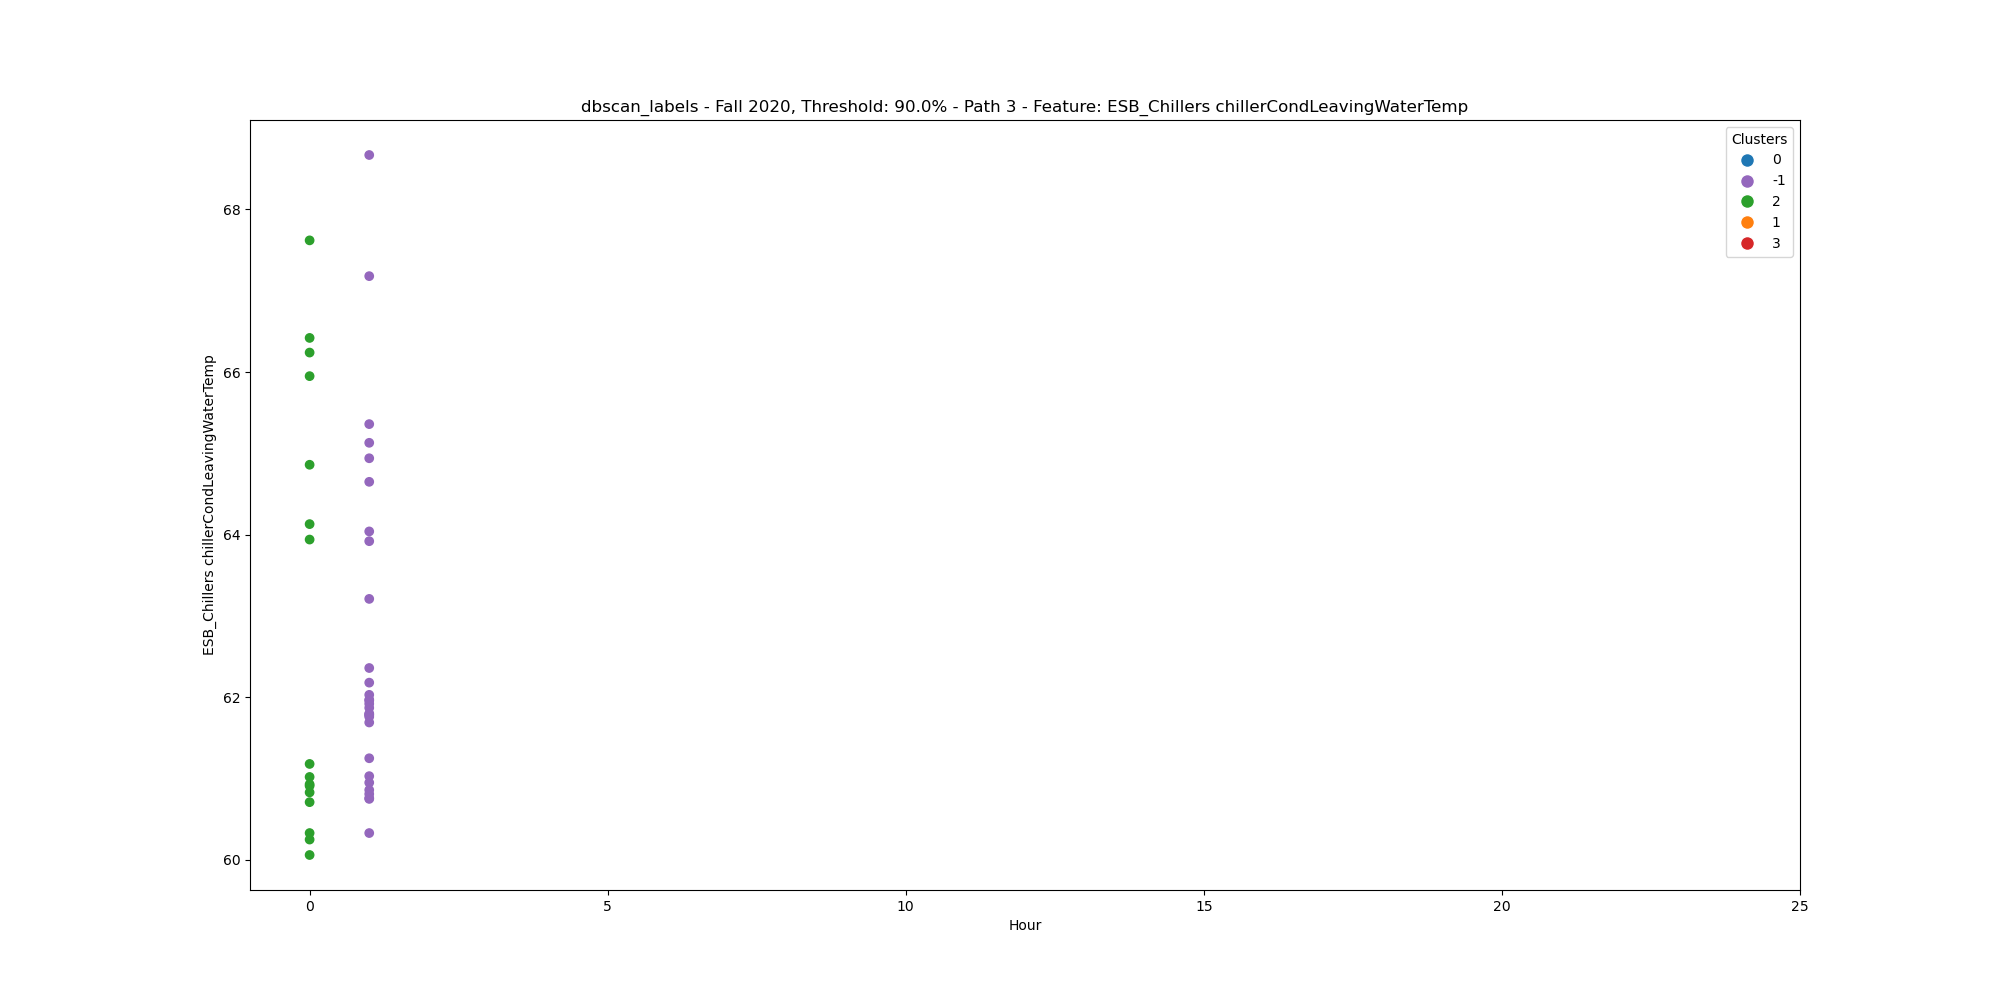 dbscan_labels - Fall 2020, Threshold: 90.0% - Path 3 - Feature: ESB_Chillers chillerCondLeavingWaterTemp
Clusters
0
-1
2
1
3
ESB_Chillers chillerCondLeavingWaterTemp
68
66
64
62
60
0 5 10 15 20 25
Hour